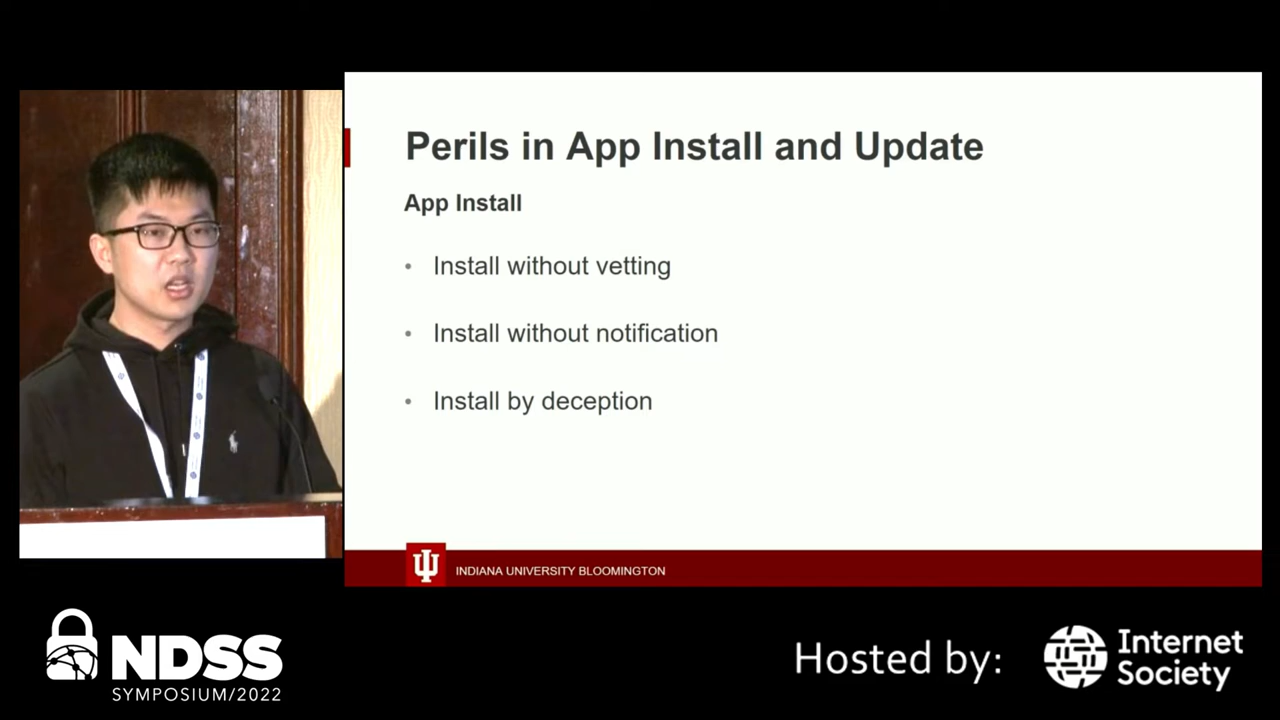 Perils in App Install and Update
App Install
• Install without vetting
• Install without notification
• Install by deception
INDIANA UNIVERSITY BLOOMINGTON
NDSS
SYMPOSIUM/2022
Hosted by:
Internet
Society